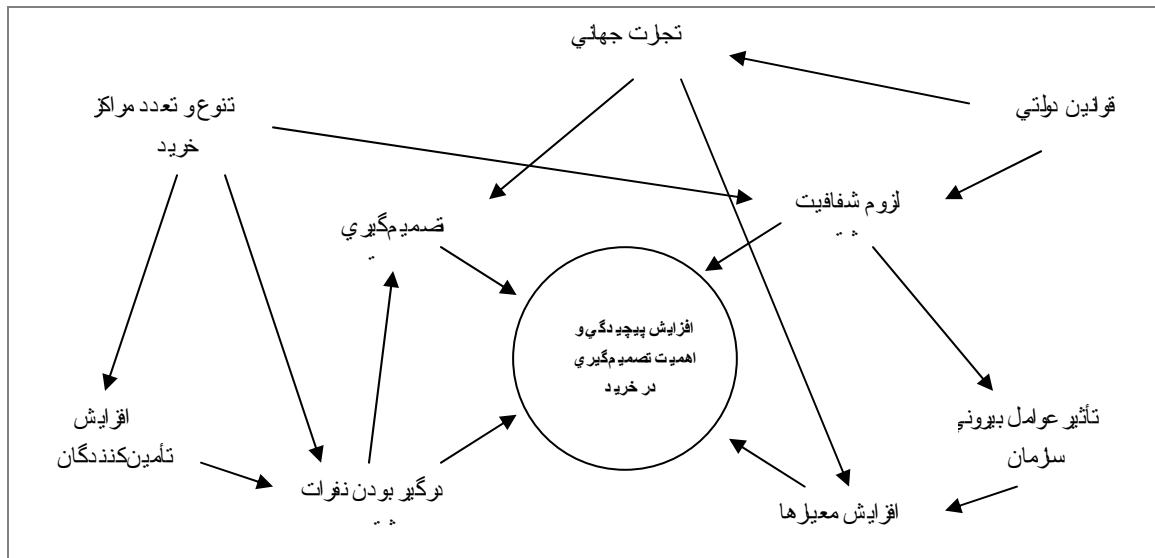 تجارت جهاني
قوانين دولتي
تنوع و تعدد مراكز
خريد
لزوم شفافيت
تصميم‌گيري
افزايش پيچيدگي و
اهميت تصميم‌گيري
در خريد
افزايش
تأمين‌كنندگان
تأثير عوامل بيروني
سازمان
درگير بودن نفرات
افزايش معيارها